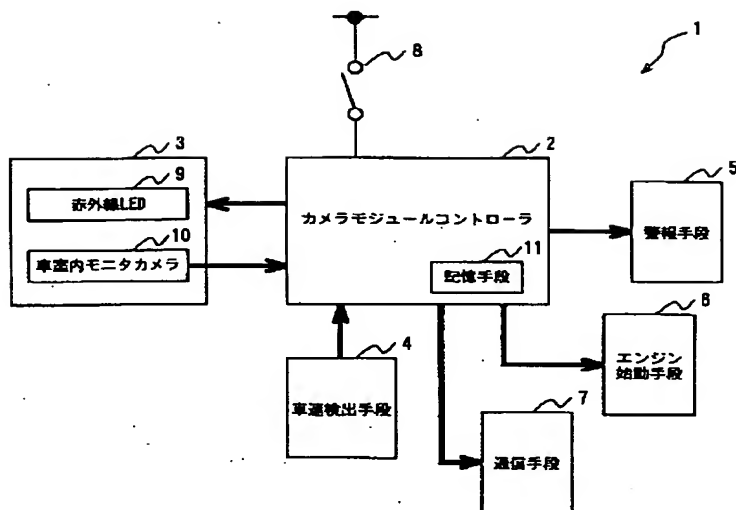 1
8
3
2
9
赤外線LED
カメラモジュールコントローラ
5
警報手段
10
車室内モニタカメラ
11
記憶手段
6
エンジン
始動手段
4
車速検出手段
7
通信手段